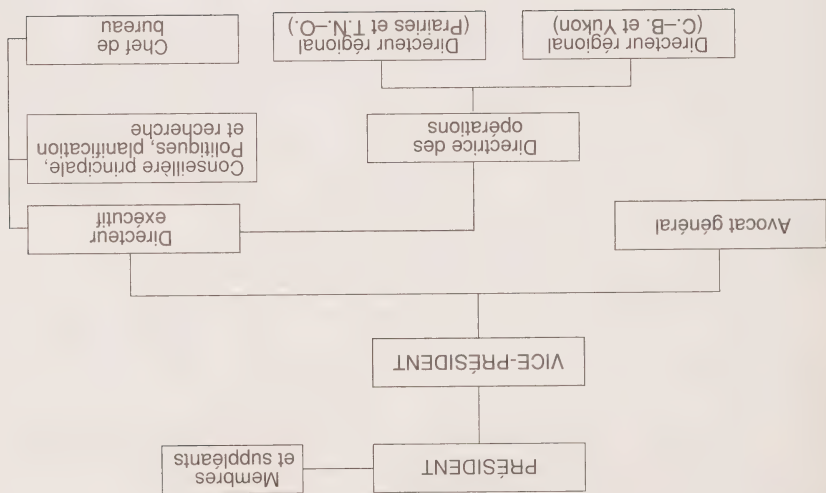 PRÉSIDENT
Membres
et suppléants
VICE-PRÉSIDENT
Avocat général
Directeur
exécutif
Directrice des
opérations
Conseillère principale,
Politiques, planification
et recherche
Directeur régional
(C.–B. et Yukon)
Directeur régional
(Prairies et T.N.–O.)
Chef de
bureau